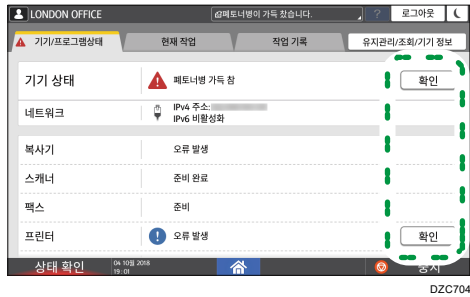 LONDON OFFICE
페토너병이 가득 찼습니다.
?
로그아웃
기기/프로그램상태
현재 작업
작업 기록
유지관리/조회/기기 정보
기기 상태
폐토너병 가득 참
확인
네트워크
IPv4 주소:
IPv6 비활성화
복사기
오류 발생
스캐너
준비 완료
팩스
준비
프린터
오류 발생
확인
상태 확인
04 10월 2018
19: 01
중지
DZC704